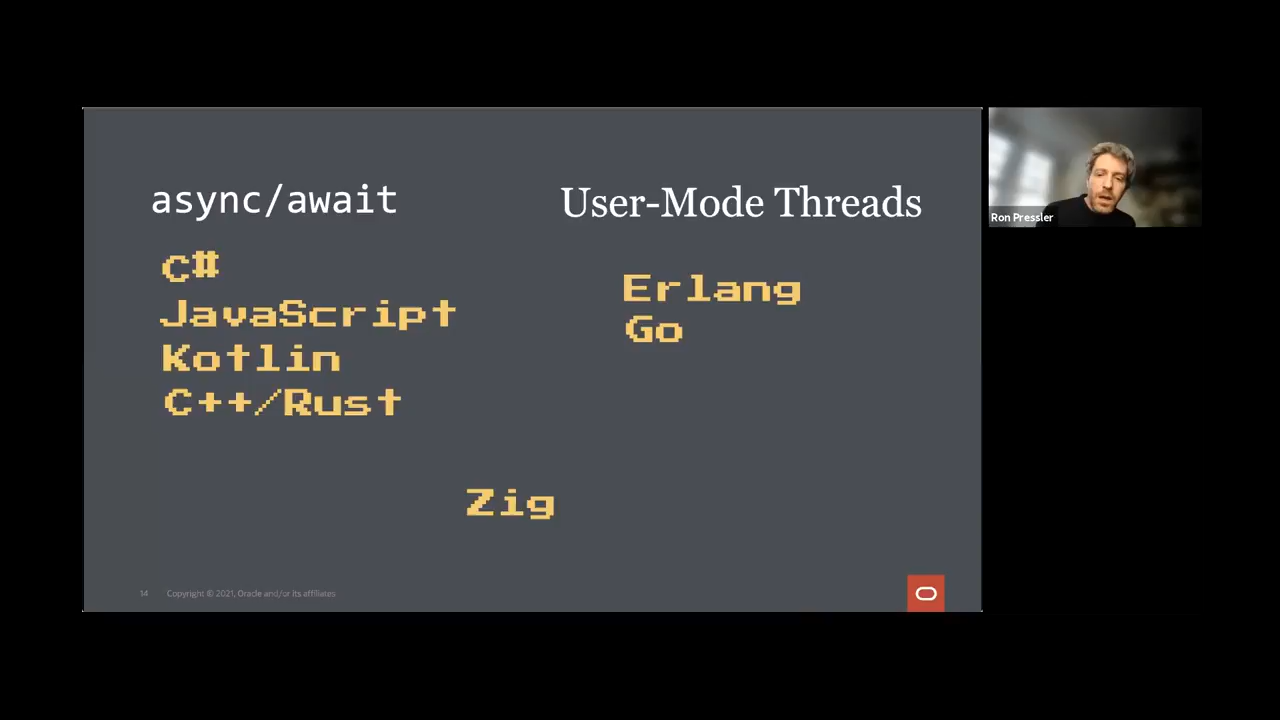 async/await
C#
JavaScript
Kotlin
C++/Rust
User-Mode Threads
Erlang
Go
Zig
14 Copyright © 2021, Oracle and/or its affiliates
Ron Pressler